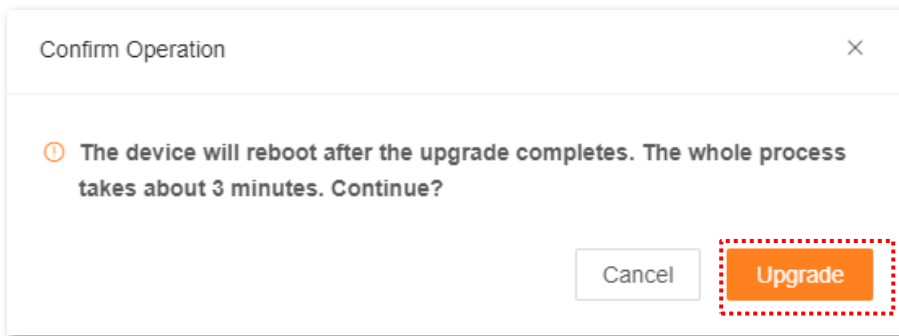 Confirm Operation
The device will reboot after the upgrade completes. The whole process
takes about 3 minutes. Continue?
Cancel
Upgrade